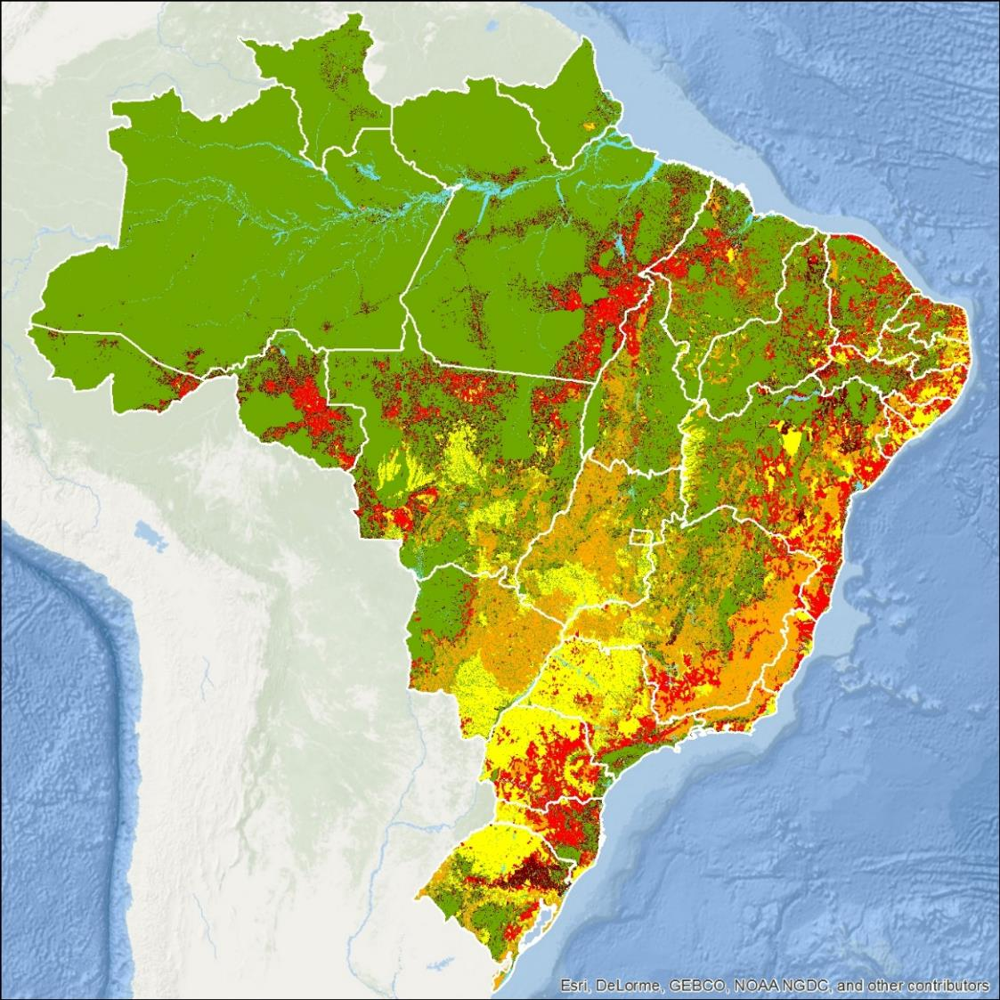 Esri, DeLorme, GEBCO, NOAA NGDC, and other contributors